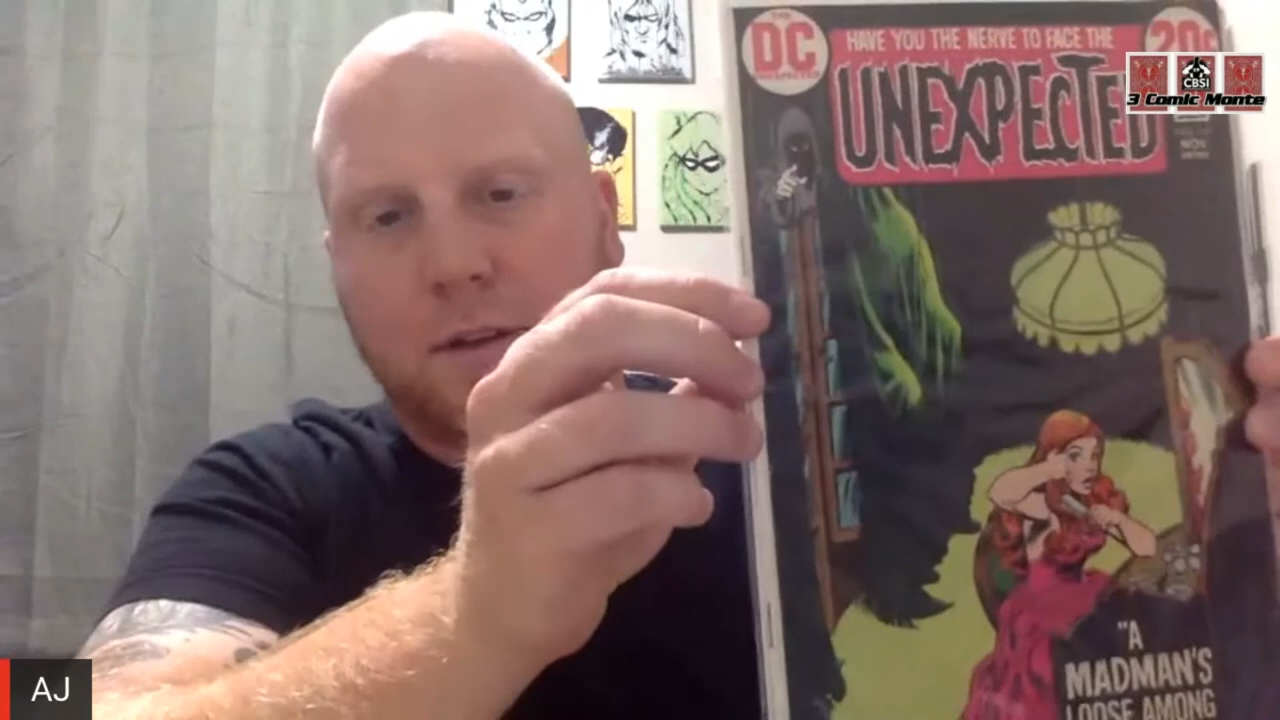 THE
DC
HAVE YOU THE NERVE TO FACE THE
20¢
UNEXPECTED
CBSI
3 Comic Monte
NOV.
"A
MADMAN'S
LOOSE AMONG
AJ